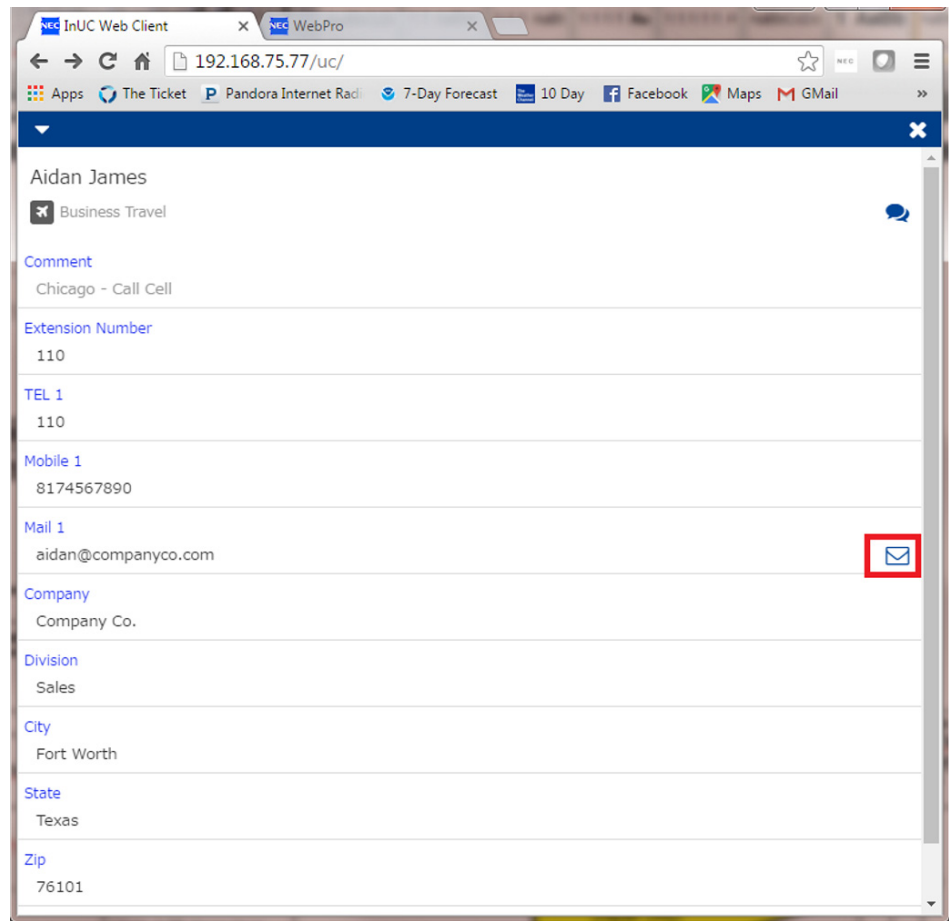 NEC InUC Web Client
NEC WebPro
192.168.75.77/uc/
NEC
Apps The Ticket P Pandora Internet Radi 7-Day Forecast 10 Day Facebook Maps GMail »
Aidan James
Business Travel
Comment
Chicago - Call Cell
Extension Number
110
TEL 1
110
Mobile 1
8174567890
Mail 1
aidan@companyco.com
Company
Company Co.
Division
Sales
City
Fort Worth
State
Texas
Zip
76101